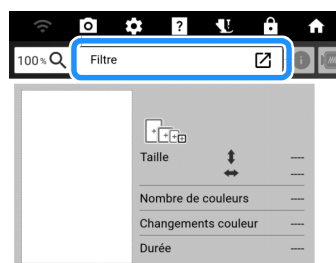 100% Filtre
Taille ----
----
Nombre de couleurs ----
Changements couleur ----
Durée ----